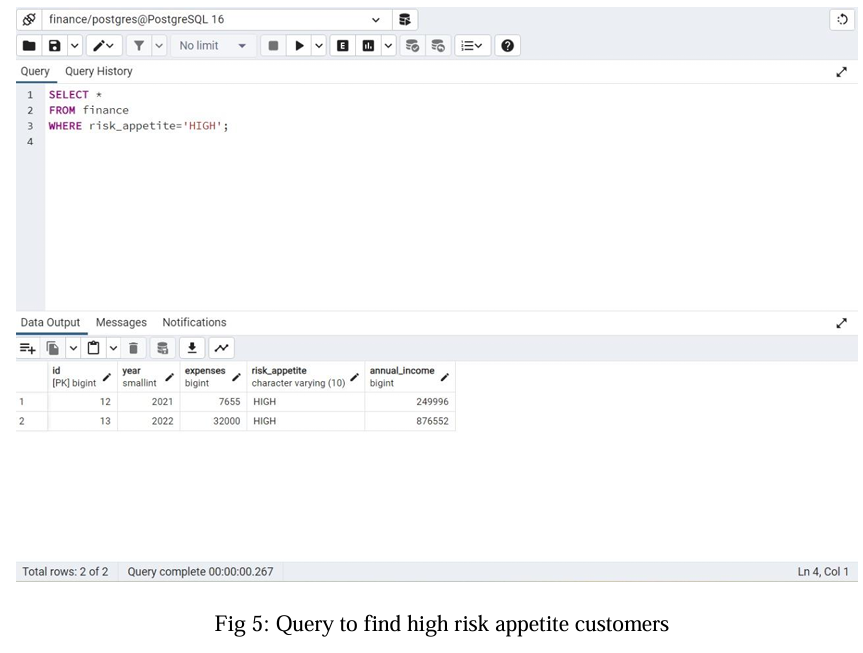 finance/postgres@PostgreSQL 16
No limit
E
Query Query History
1 SELECT *
2 FROM finance
3 WHERE risk_appetite='HIGH';
4
Data Output Messages Notifications
id year expenses risk_appetite annual_income
[PK] bigint smallint bigint character varying (10) bigint
1 12 2021 7655 HIGH 249996
2 13 2022 32000 HIGH 876552
Total rows: 2 of 2 Query complete 00:00:00.267 Ln 4, Col 1
Fig 5: Query to find high risk appetite customers